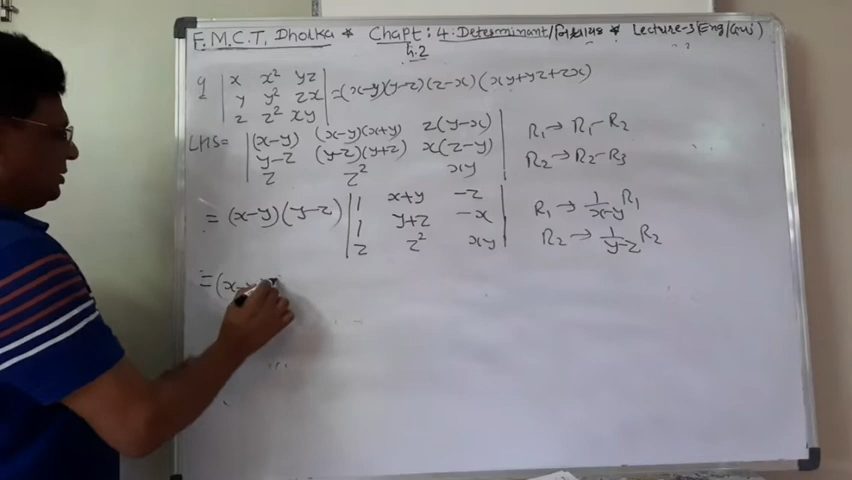 F.M.C.T. Dholka * Chapt: 4. Determinant/નિશ્ચાયક * Lecture-3 (Eng/Guj)
4.2
9 | x x² yz | = (x-y)(y-z)(z-x)(xy+yz+zx)
| y y² zx |
| z z² xy |
LHS = | (x-y) (x-y)(x+y) z(y-x) | R₁ → R₁-R₂
| y-z (y-z)(y+z) x(z-y) | R₂ → R₂-R₃
| z z² xy |
= (x-y)(y-z) | 1 x+y -z | R₁ → 1/x-y R₁
| 1 y+z -x | R₂ → 1/y-z R₂
| z z² xy |
= (x-y)